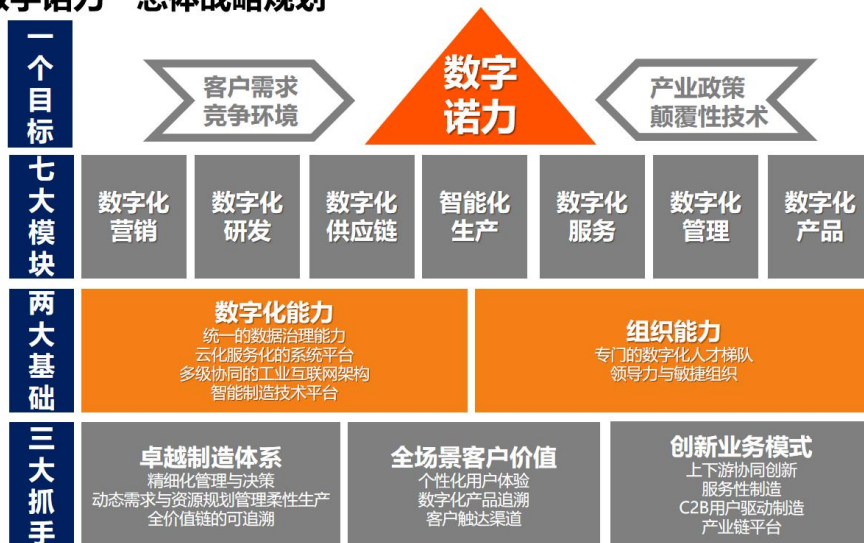 数字诺力 总体战略规划
一个目标
客户需求
竞争环境
数字
诺力
产业政策
颠覆性技术
七大模块
数字化
营销
数字化
研发
数字化
供应链
智能化
生产
数字化
服务
数字化
管理
数字化
产品
两大基础
数字化能力
统一的数据治理能力
云化服务化的系统平台
多级协同的工业互联网架构
智能制造技术平台
组织能力
专门的数字化人才梯队
领导力与敏捷组织
三大抓手
卓越制造体系
精细化管理与决策
动态需求与资源规划管理柔性生产
全价值链的可追溯
全场景客户价值
个性化用户体验
数字化产品追溯
客户触达渠道
创新业务模式
上下游协同创新
服务性制造
C2B用户驱动制造
产业链平台